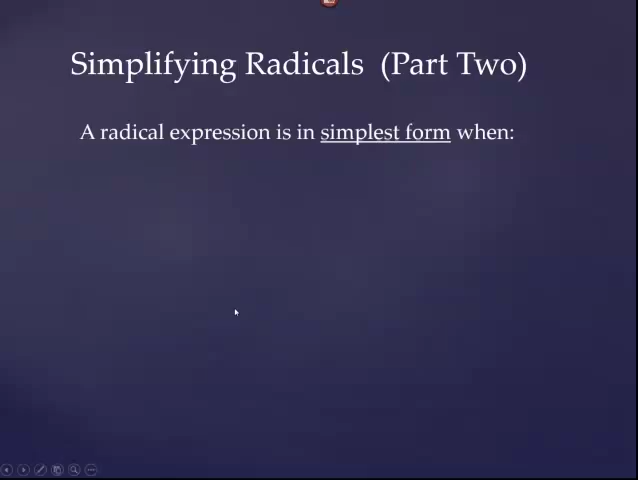 Simplifying Radicals (Part Two)
A radical expression is in simplest form when: